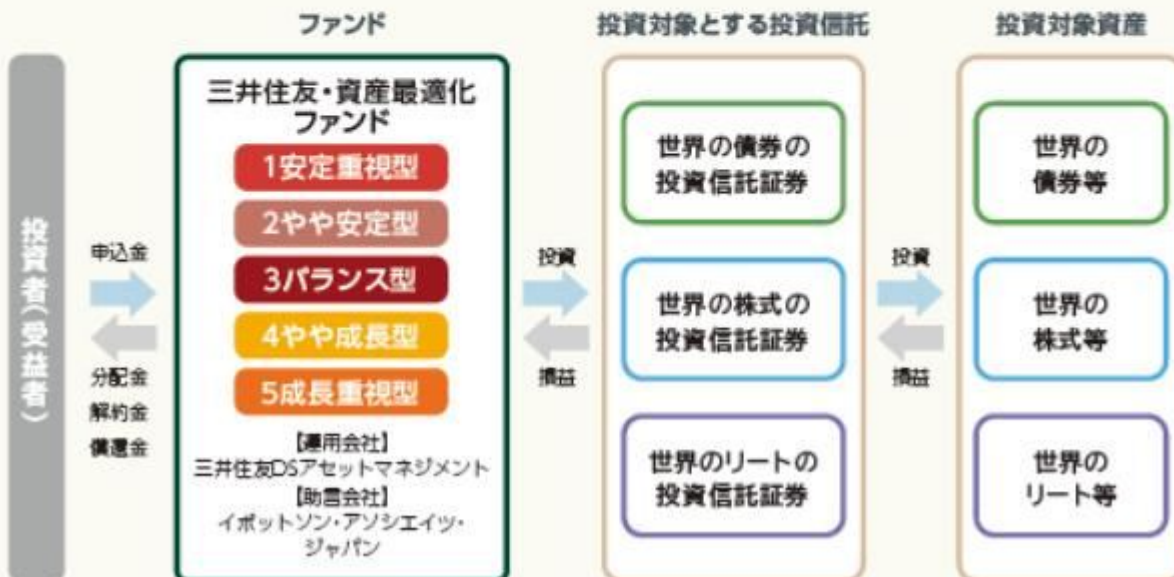 ファンド
投資対象とする投資信託
投資対象資産
投資者(受益者)
申込金
分配金
解約金
償還金
三井住友・資産最適化
ファンド
1安定重視型
2やや安定型
3バランス型
4やや成長型
5成長重視型
【運用会社】
三井住友DSアセットマネジメント
【助言会社】
イボットソン・アソシエイツ・
ジャパン
投資
損益
世界の債券の
投資信託証券
世界の株式の
投資信託証券
世界のリートの
投資信託証券
投資
損益
世界の
債券等
世界の
株式等
世界の
リート等